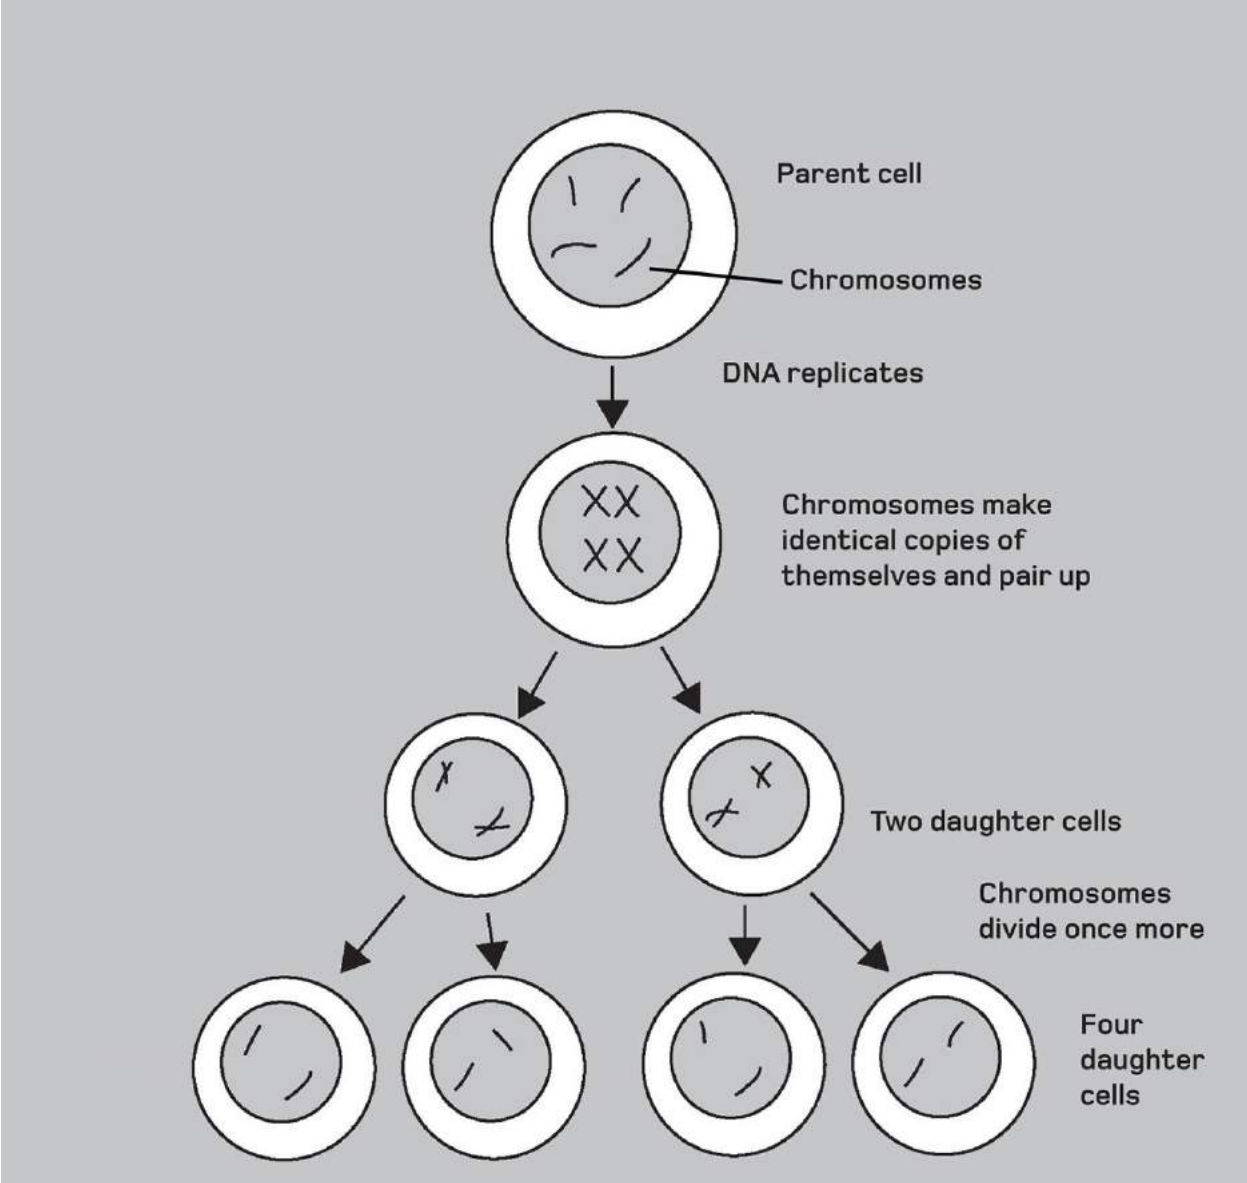 Parent cell
Chromosomes
DNA replicates
Chromosomes make
identical copies of
themselves and pair up
Two daughter cells
Chromosomes
divide once more
Four
daughter
cells